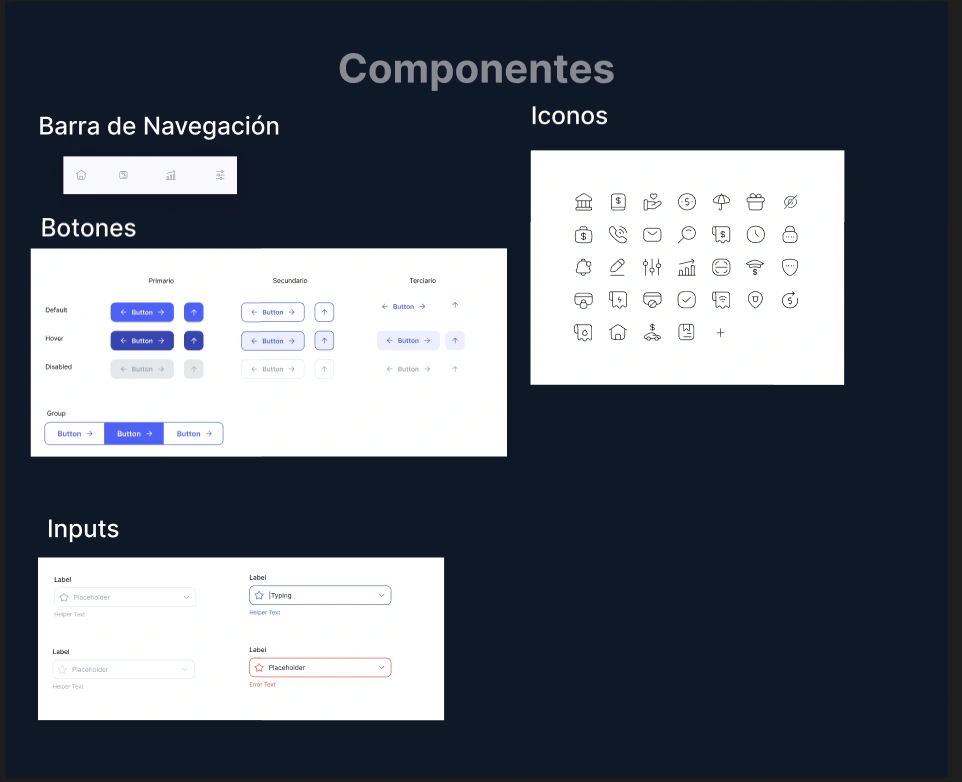 Componentes
Barra de Navegación
Iconos
Botones
Primario Secundario Terciario
Default Button Button Button
Hover Button Button Button
Disabled Button Button Button
Group
Button Button Button
Inputs
Label
Placeholder
Helper Text
Label
Typing
Helper Text
Label
Placeholder
Helper Text
Label
Placeholder
Error Text